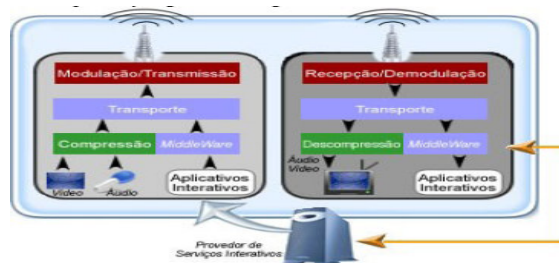 Modulação/Transmissão
Transporte
Compressão MiddleWare
Vídeo
Áudio
Aplicativos
Interativos
Recepção/Demodulação
Transporte
Descompressão MiddleWare
Áudio
Vídeo
Aplicativos
Interativos
Provedor de
Serviços Interativos